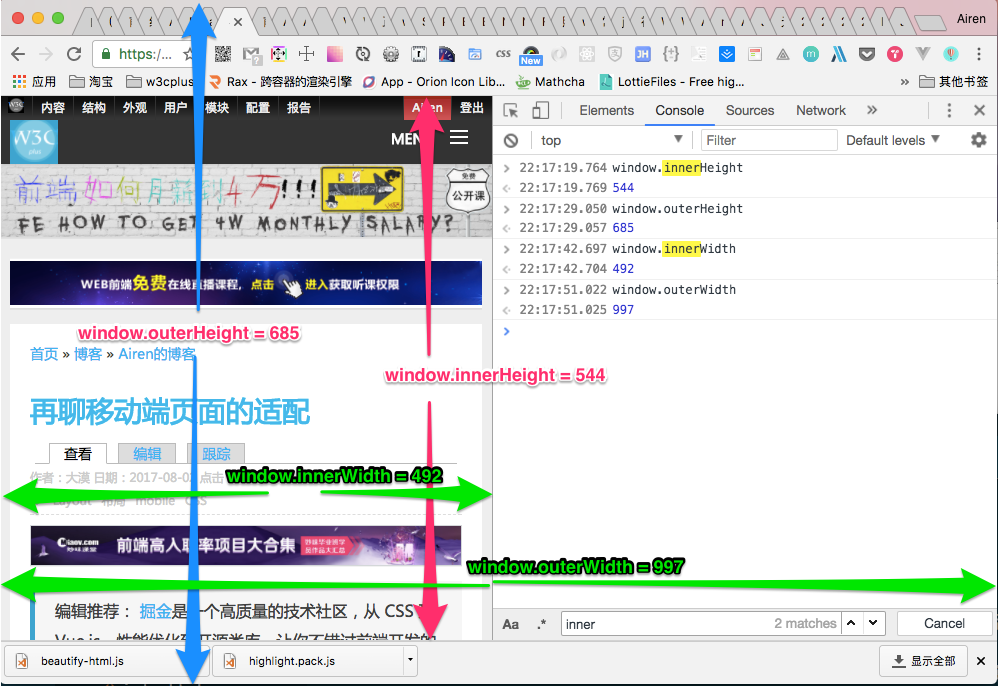 Airen
https:/...
New
CSS
JH
应用
淘宝
w3cplus
Rax - 跨容器的渲染引擎
App - Orion Icon Lib...
Mathcha
LottieFiles - Free hig...
»
其他书签
W3C
内容
结构
外观
用户
模块
配置
报告
Airen
登出
W3C
plus
MEN
前端如何月薪到4万!!!
FE HOW TO GET 4W MONTHLY SALARY?
免费
公开课
WEB前端免费在线直播课程，点击
进入获取听课权限
window.outerHeight = 685
首页 » 博客 » Airen的博客
window.innerHeight = 544
再聊移动端页面的适配
查看
编辑
跟踪
作者：大漠 日期：2017-08-0
点击
window.innerWidth = 492
Layout
布局
mobile
CSS
前端高人
率项目大合集
window.outerWidth = 997
编辑推荐： 掘金是一个高质量的技术社区，从 CSS
Elements
Console
Sources
Network
»
top
Filter
Default levels
22:17:19.764 window.innerHeight
22:17:19.769 544
22:17:29.050 window.outerHeight
22:17:29.057 685
22:17:42.697 window.innerWidth
22:17:42.704 492
22:17:51.022 window.outerWidth
22:17:51.025 997
Aa
.*
inner
2 matches
Cancel
beautify-html.js
highlight.pack.js
显示全部